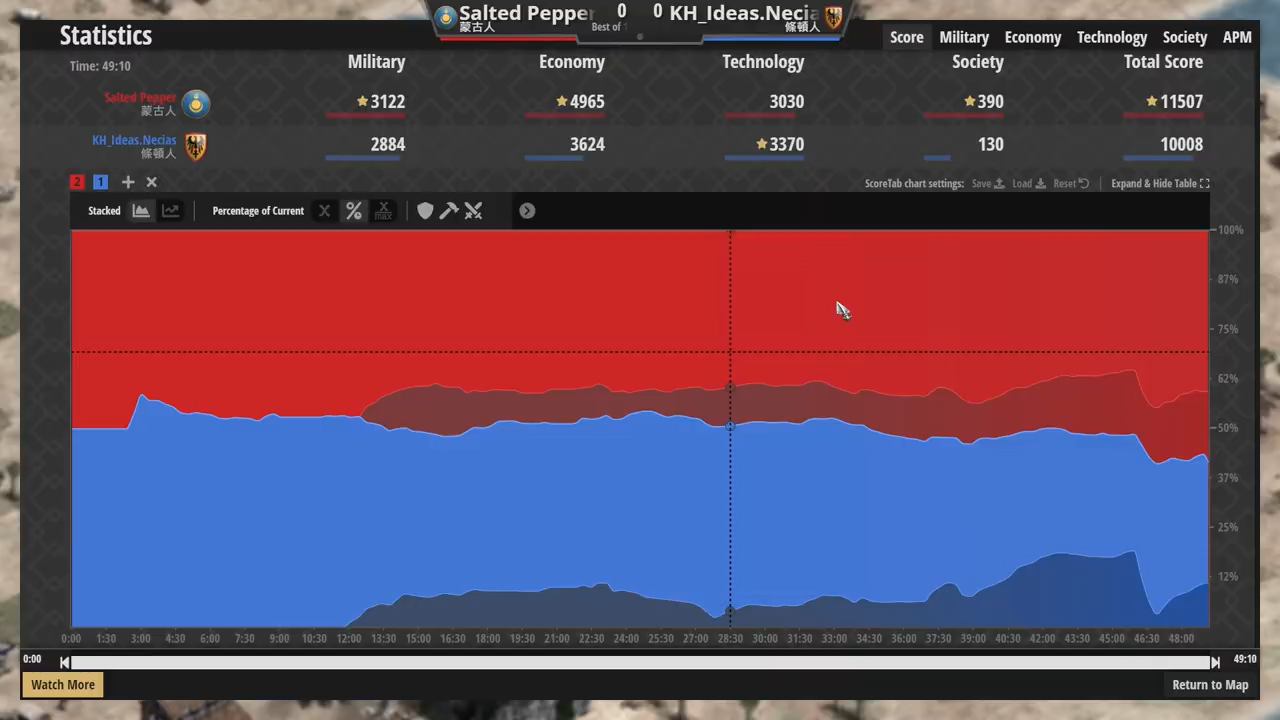 Salted Pepper 0 0 KH_Ideas.Necia
蒙古人 Best of 條頓人
Statistics
Score Military Economy Technology Society APM
Time: 49:10
Military Economy Technology Society Total Score
Salted Pepper
蒙古人
3122 4965 3030 390 11507
KH_Ideas.Necias
條頓人
2884 3624 3370 130 10008
2 1
ScoreTab chart settings: Save Load Reset Expand & Hide Table
Stacked Percentage of Current X % X max
100%
87%
75%
62%
50%
37%
25%
12%
0:00 1:30 3:00 4:30 6:00 7:30 9:00 10:30 12:00 13:30 15:00 16:30 18:00 19:30 21:00 22:30 24:00 25:30 27:00 28:30 30:00 31:30 33:00 34:30 36:00 37:30 39:00 40:30 42:00 43:30 45:00 46:30 48:00
0:00 49:10
Watch More Return to Map